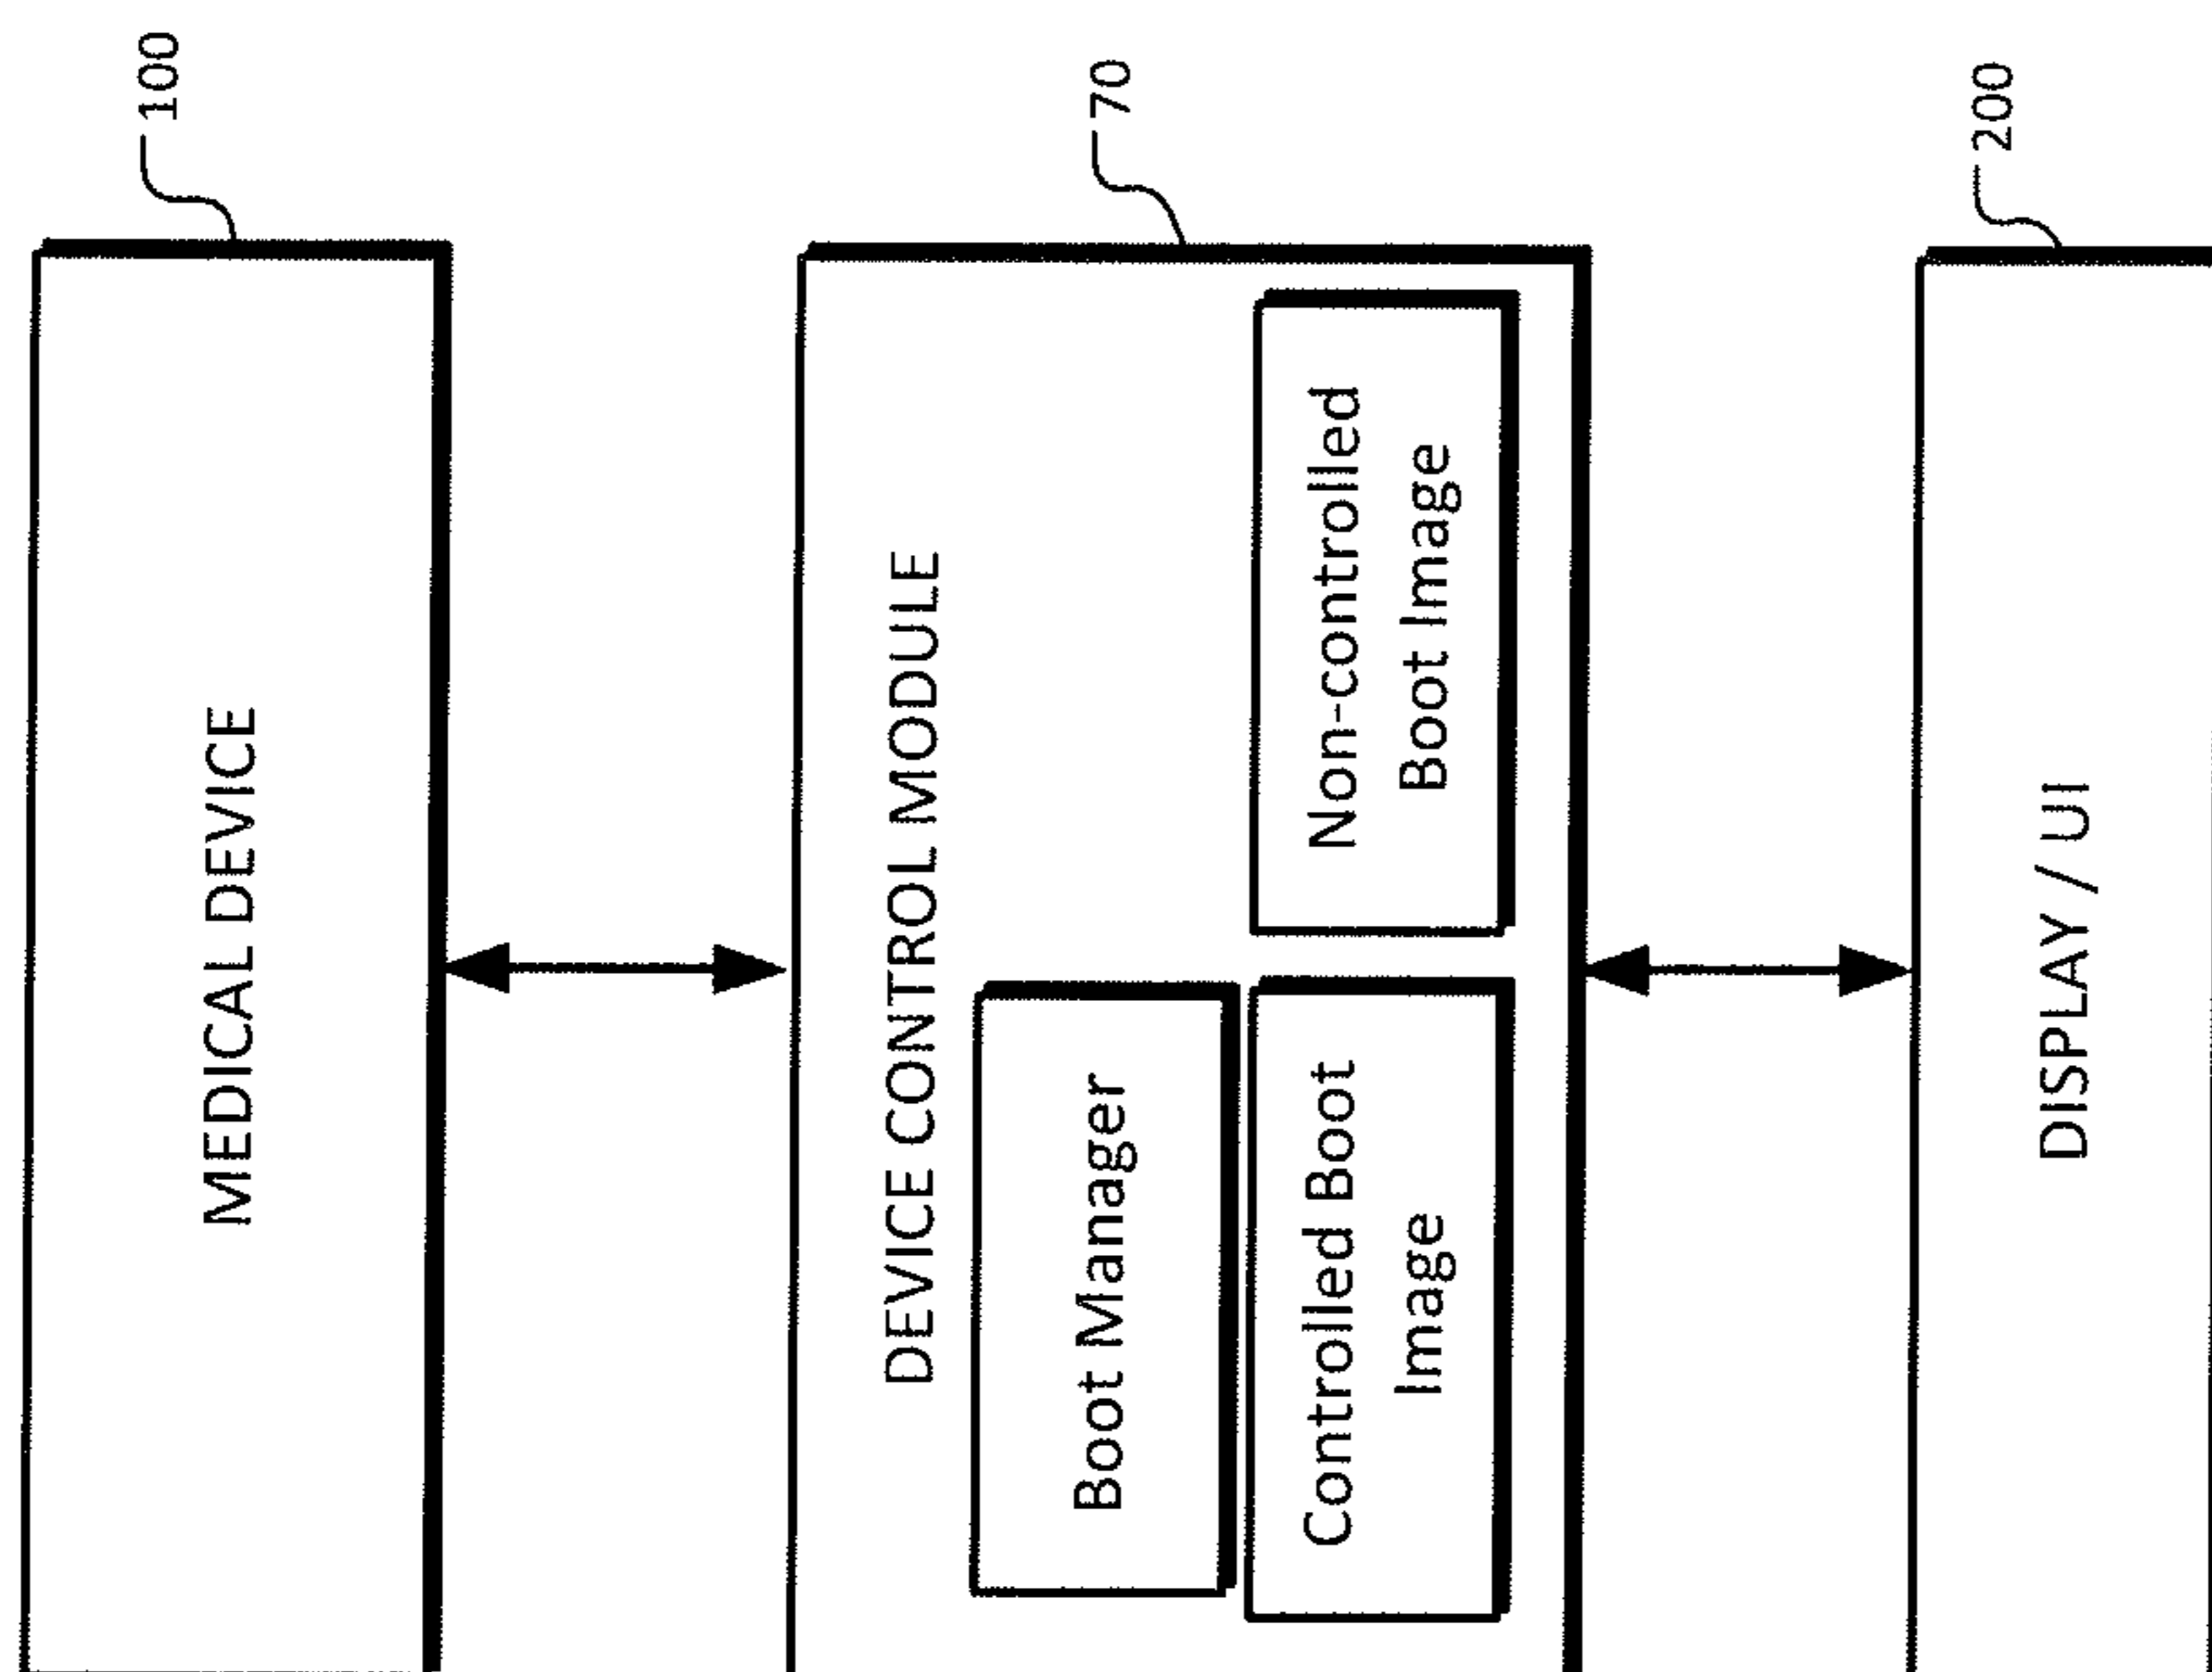 100
MEDICAL DEVICE
70
DEVICE CONTROL MODULE
Boot Manager
Controlled Boot
Image
Non-controlled
Boot Image
200
DISPLAY / UI